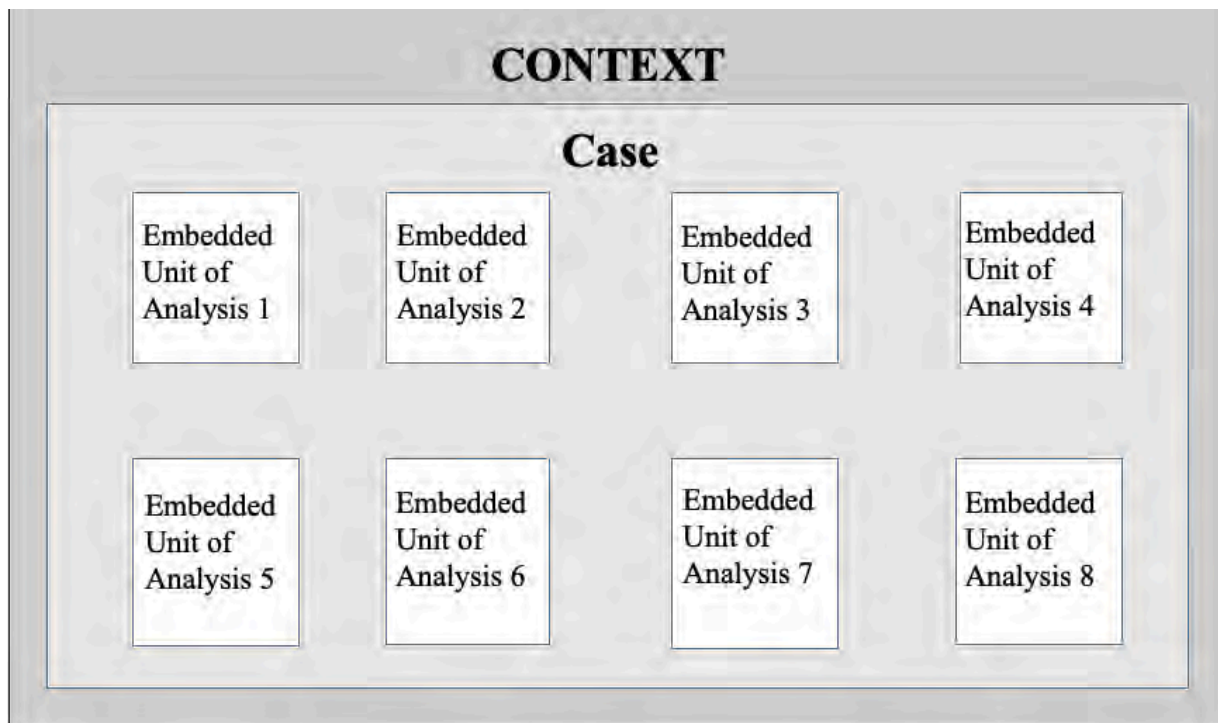 CONTEXT
Case
Embedded
Unit of
Analysis 1
Embedded
Unit of
Analysis 2
Embedded
Unit of
Analysis 3
Embedded
Unit of
Analysis 4
Embedded
Unit of
Analysis 5
Embedded
Unit of
Analysis 6
Embedded
Unit of
Analysis 7
Embedded
Unit of
Analysis 8